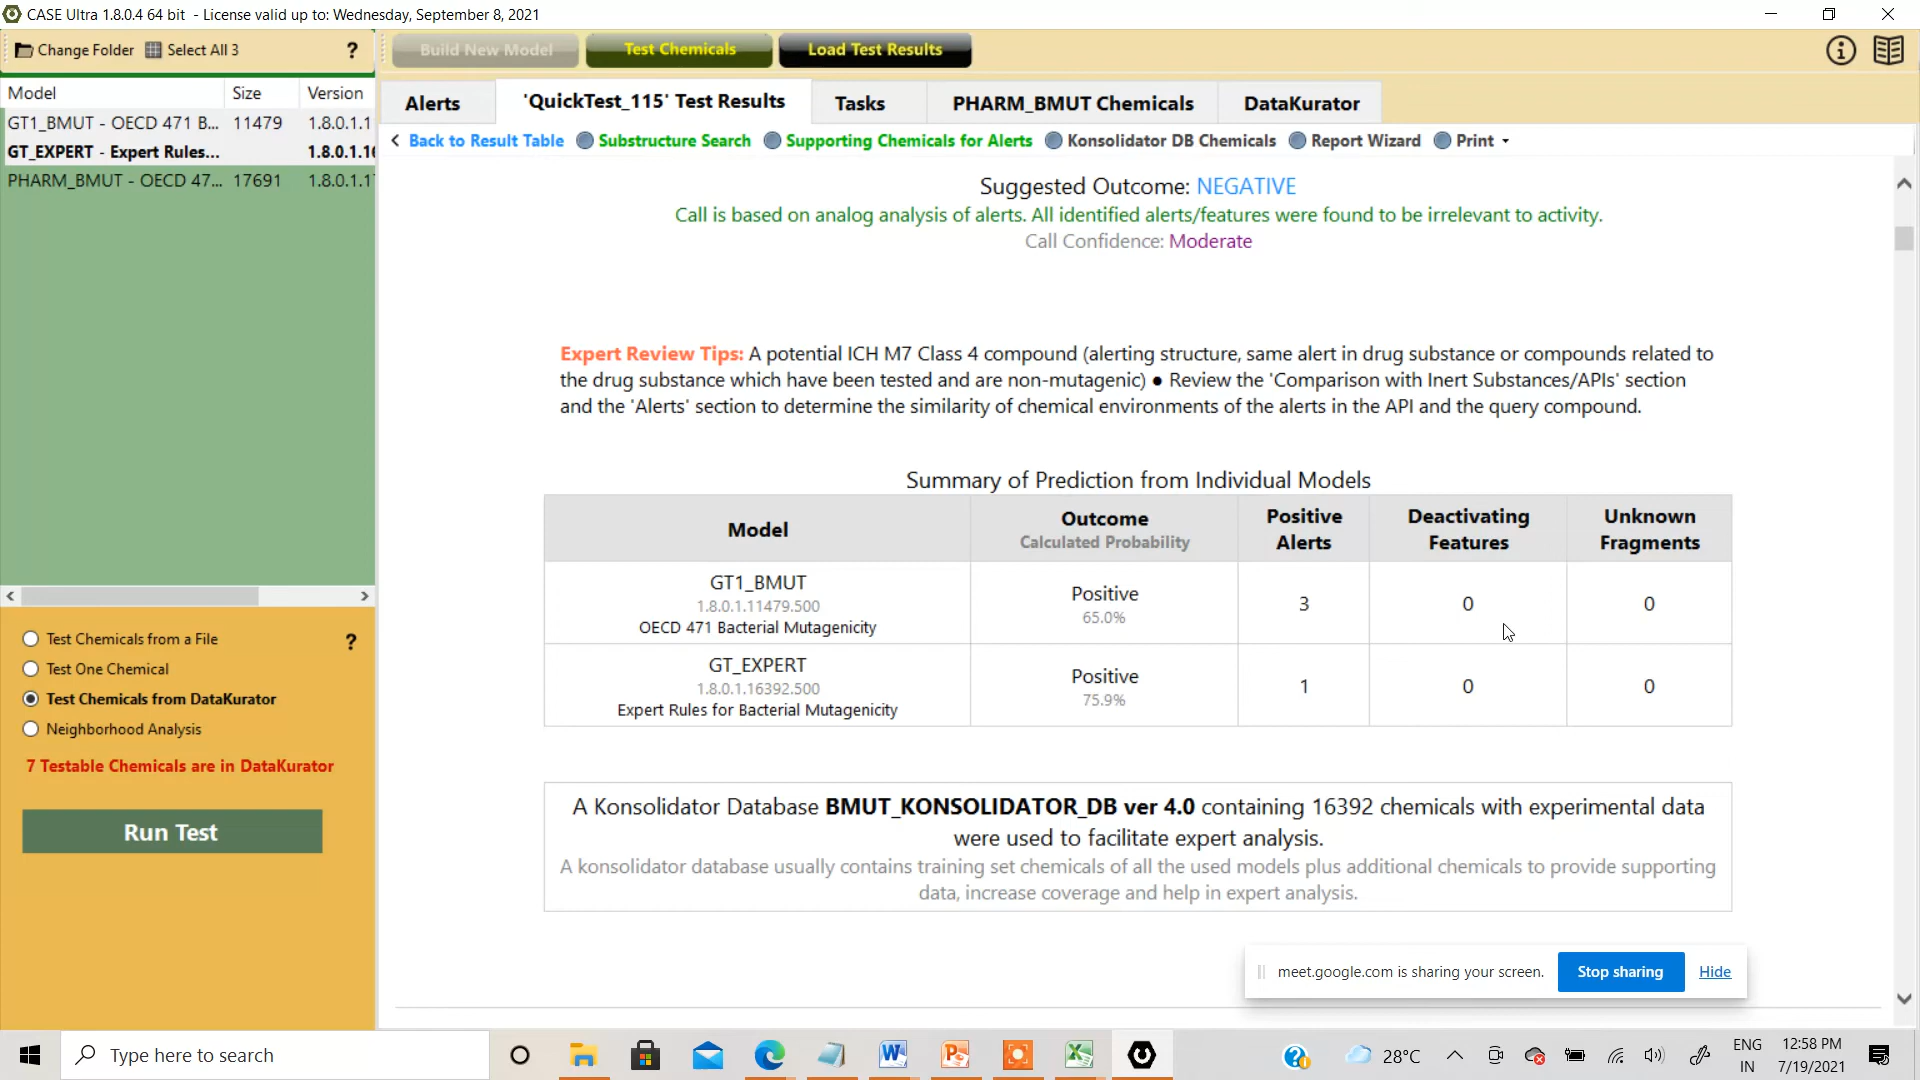 CASE Ultra 1.8.0.4 64 bit - License valid up to: Wednesday, September 8, 2021
Change Folder Select All 3 ?
Build New Model Test Chemicals Load Test Results
Model Size Version
GT1_BMUT - OECD 471 B... 11479 1.8.0.1.1
GT_EXPERT - Expert Rules... 1.8.0.1.16
PHARM_BMUT - OECD 47... 17691 1.8.0.1.1
Alerts 'QuickTest_115' Test Results Tasks PHARM_BMUT Chemicals DataKurator
Back to Result Table Substructure Search Supporting Chemicals for Alerts Konsolidator DB Chemicals Report Wizard Print
Suggested Outcome: NEGATIVE
Call is based on analog analysis of alerts. All identified alerts/features were found to be irrelevant to activity.
Call Confidence: Moderate
Expert Review Tips: A potential ICH M7 Class 4 compound (alerting structure, same alert in drug substance or compounds related to
the drug substance which have been tested and are non-mutagenic) ● Review the 'Comparison with Inert Substances/APIs' section
and the 'Alerts' section to determine the similarity of chemical environments of the alerts in the API and the query compound.
Summary of Prediction from Individual Models
Model Outcome Calculated Probability Positive Alerts Deactivating Features Unknown Fragments
GT1_BMUT
1.8.0.1.11479.500
OECD 471 Bacterial Mutagenicity
Positive
65.0%
3 0 0
GT_EXPERT
1.8.0.1.16392.500
Expert Rules for Bacterial Mutagenicity
Positive
75.9%
1 0 0
A Konsolidator Database BMUT_KONSOLIDATOR_DB ver 4.0 containing 16392 chemicals with experimental data
were used to facilitate expert analysis.
A konsolidator database usually contains training set chemicals of all the used models plus additional chemicals to provide supporting
data, increase coverage and help in expert analysis.
Test Chemicals from a File ?
Test One Chemical
Test Chemicals from DataKurator
Neighborhood Analysis
7 Testable Chemicals are in DataKurator
Run Test
meet.google.com is sharing your screen. Stop sharing Hide
Type here to search
28°C
ENG
IN
12:58 PM
7/19/2021